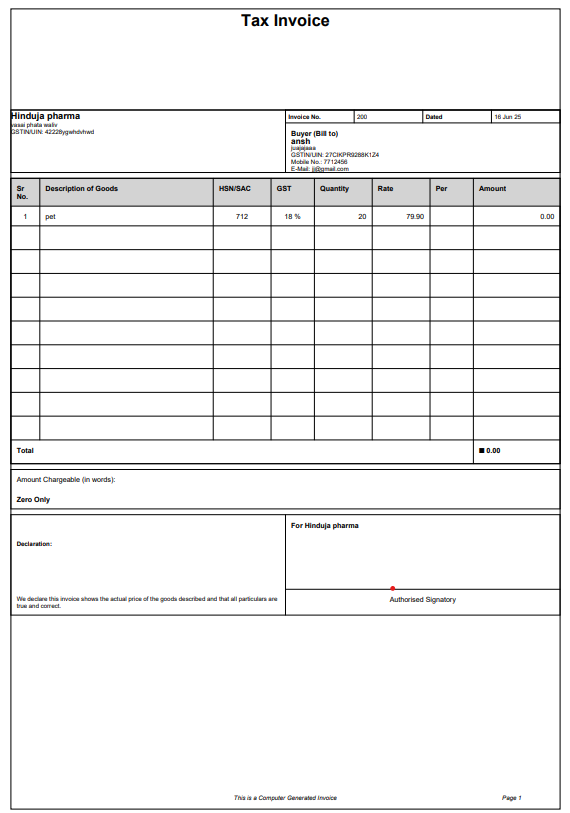 Tax Invoice
Hinduja pharma
vasai phata waliv
GSTIN/UIN: 42228ygwhdvhwd
Invoice No. 200 Dated 16 Jun 25
Buyer (Bill to)
ansh
juajajaaa
GSTIN/UIN: 27CIKPR9288K1Z4
Mobile No.: 7712456
E-Mail: jj@gmail.com
Sr No. Description of Goods HSN/SAC GST Quantity Rate Per Amount
1 pet 712 18 % 20 79.90 0.00
Total ■ 0.00
Amount Chargeable (in words):
Zero Only
For Hinduja pharma
Declaration:
We declare this invoice shows the actual price of the goods described and that all particulars are
true and correct.
Authorised Signatory
This is a Computer Generated Invoice
Page 1